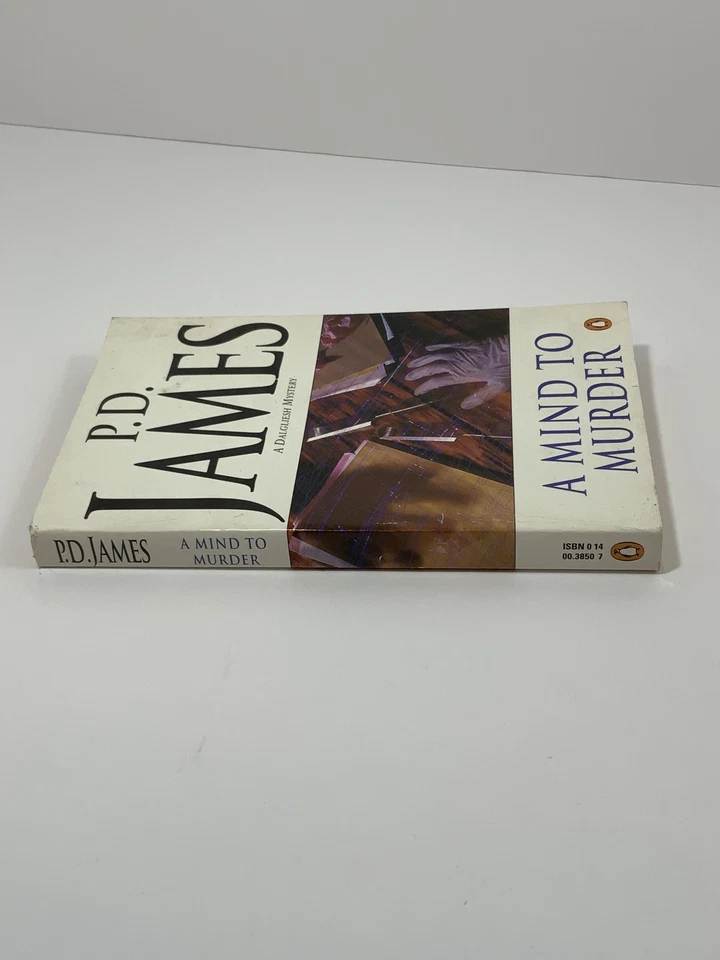 P.D.
JAMES
A DALGLIESH MYSTERY
A MIND TO
MURDER
P.D. JAMES
A MIND TO
MURDER
ISBN 0 14
00.3850 7